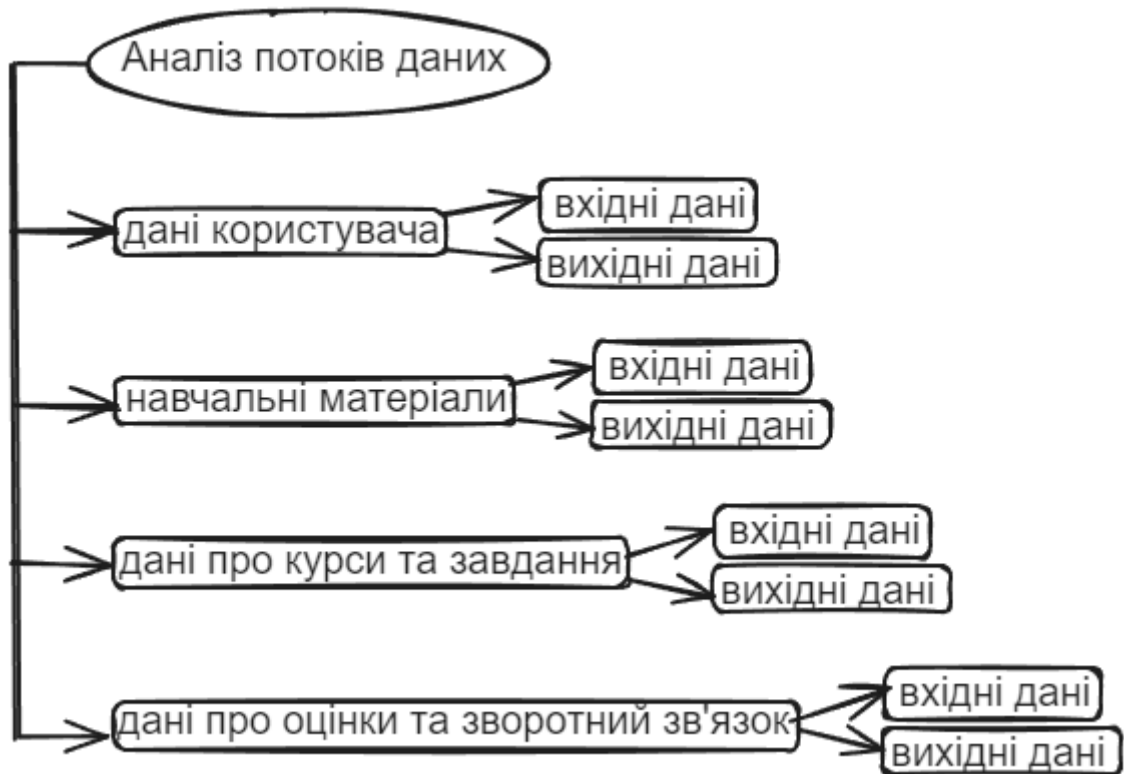 Аналіз потоків даних
вхідні дані
дані користувача
вихідні дані
вхідні дані
навчальні матеріали
вихідні дані
вхідні дані
дані про курси та завдання
вихідні дані
вхідні дані
дані про оцінки та зворотний зв'язок
вихідні дані